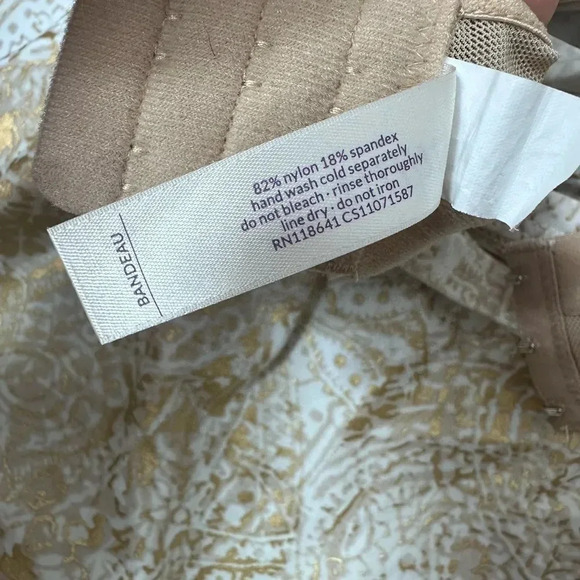 82% nylon 18% spandex
hand wash cold separately
do not bleach · rinse thoroughly
line dry · do not iron
RN118641 CS11071587
BANDEAU